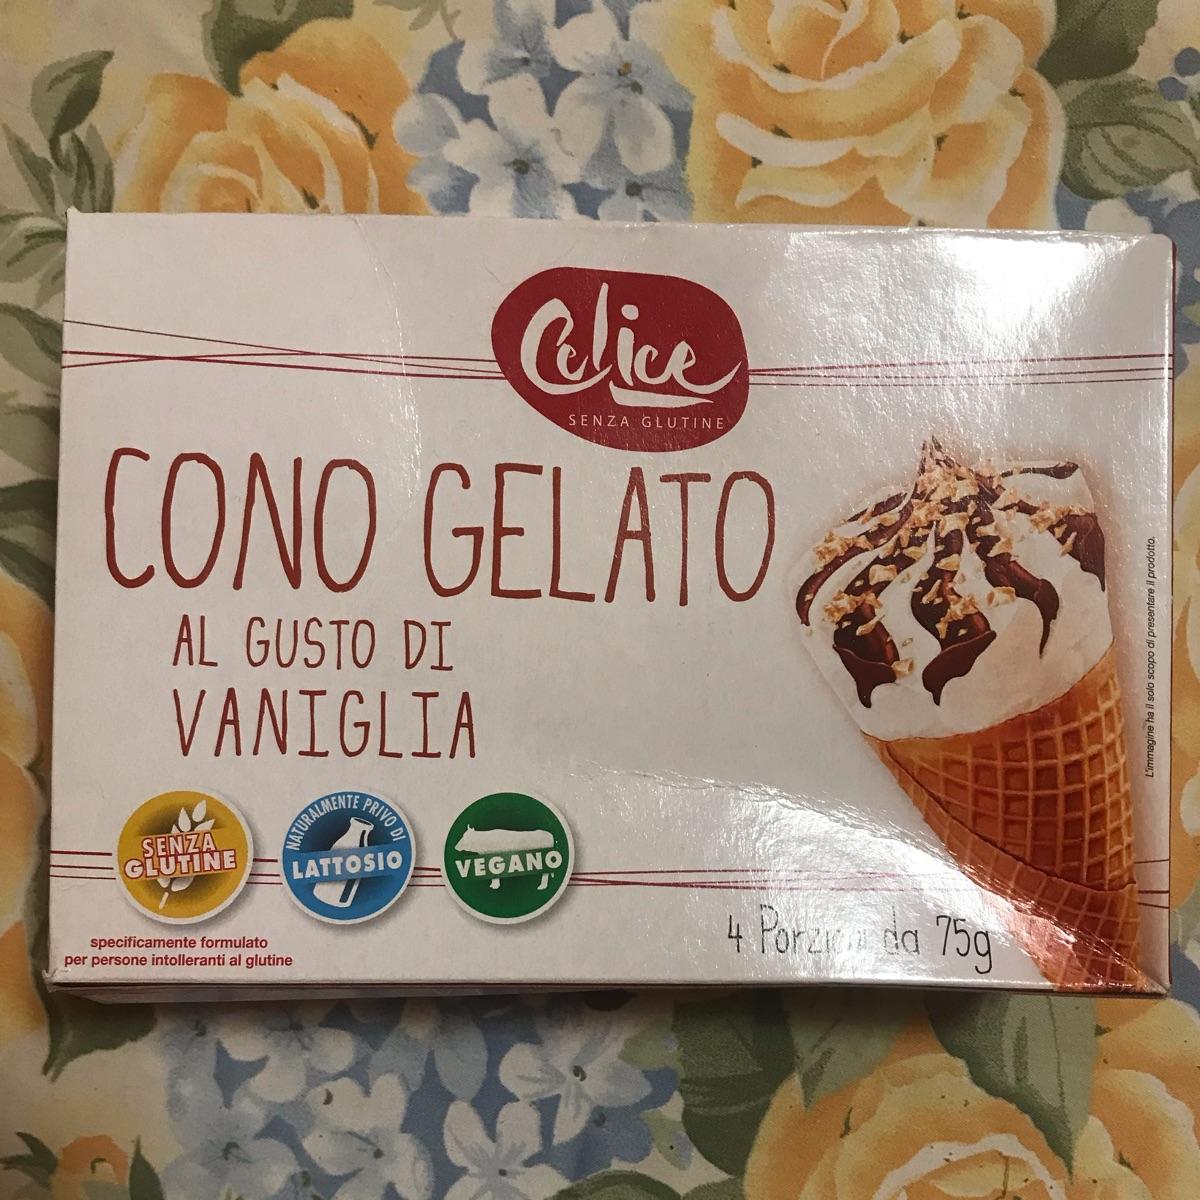 Celice
SENZA GLUTINE
CONO GELATO
AL GUSTO DI
VANIGLIA
L'immagine ha il solo scopo di presentare il prodotto.
SENZA
GLUTINE
NATURALMENTE PRIVO DI
LATTOSIO
VEGANO
4 Porzioni da 75g
specificamente formulato
per persone intolleranti al glutine